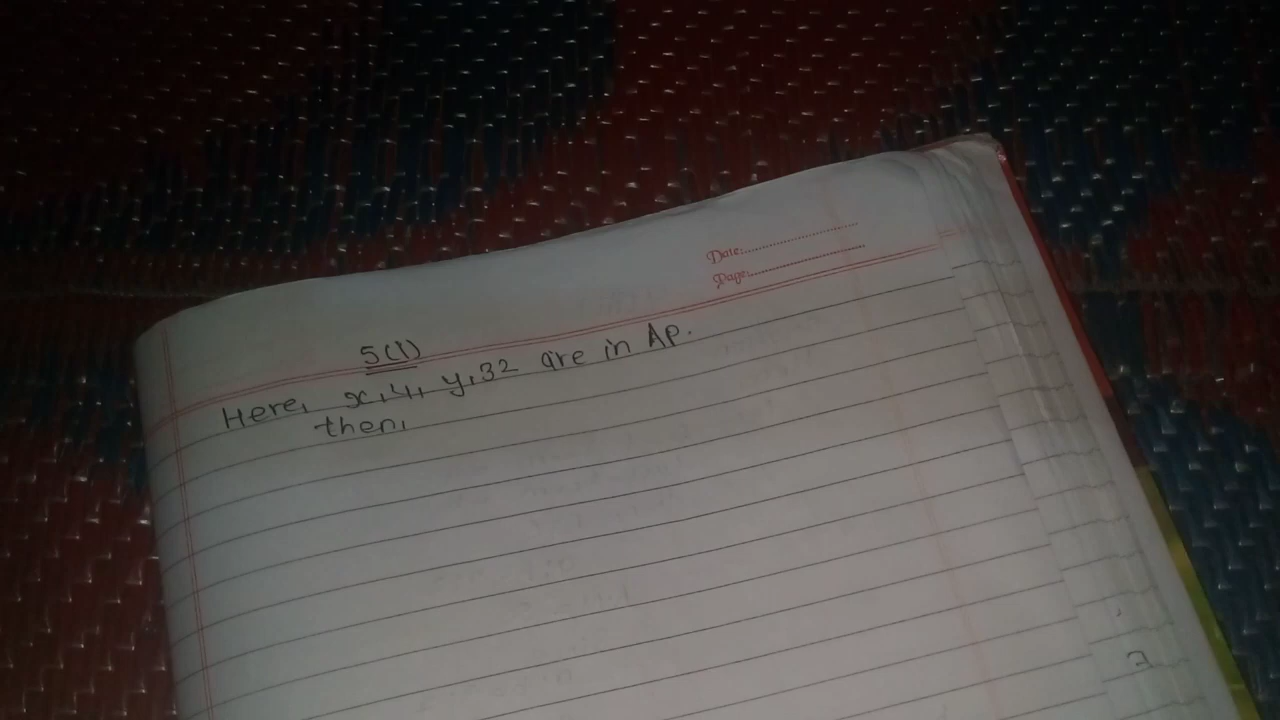 Date:
Page:
5(1)
Here, x, 4, y, 32 are in Ap.
then,